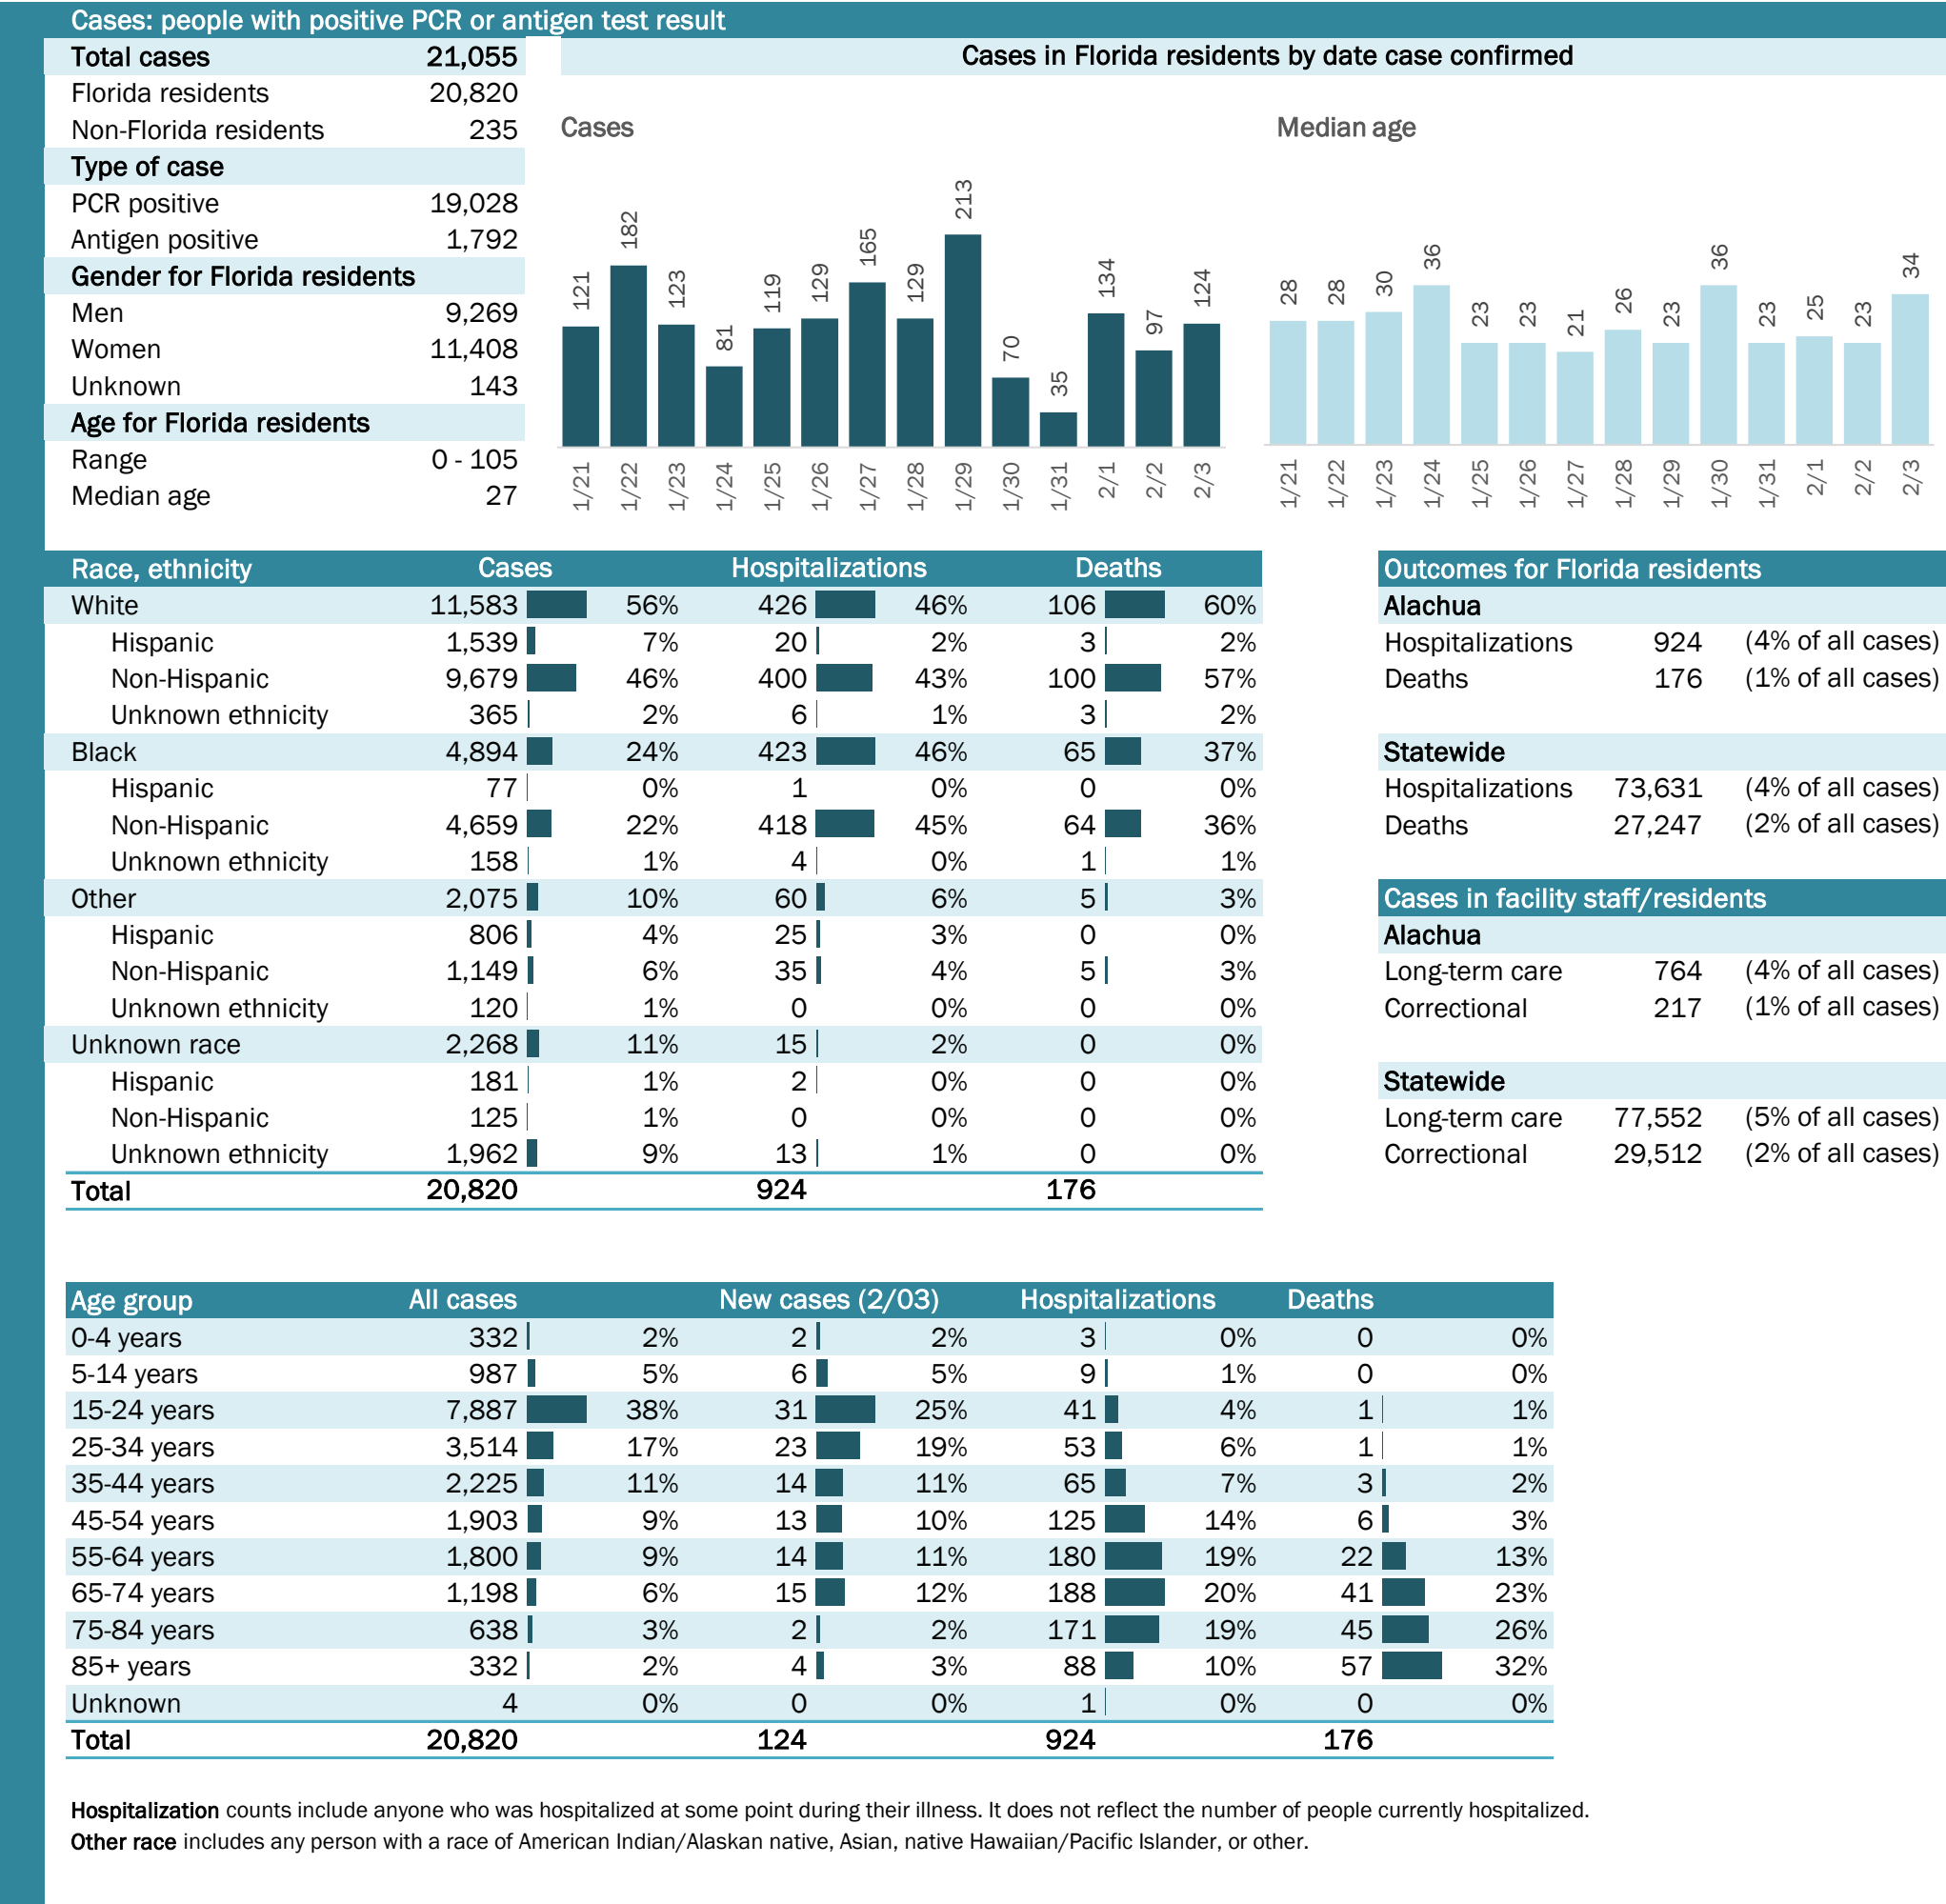 Cases: people with positive PCR or antigen test result
Total cases 21,055
Florida residents 20,820
Non-Florida residents 235
Type of case
PCR positive 19,028
Antigen positive 1,792
Gender for Florida residents
Men 9,269
Women 11,408
Unknown 143
Age for Florida residents
Range 0 - 105
Median age 27
Cases in Florida residents by date case confirmed
Cases
121 182 123 81 119 129 165 129 213 70 35 134 97 124
1/21 1/22 1/23 1/24 1/25 1/26 1/27 1/28 1/29 1/30 1/31 2/1 2/2 2/3
Median age
28 28 30 36 23 23 21 26 23 36 23 25 23 34
1/21 1/22 1/23 1/24 1/25 1/26 1/27 1/28 1/29 1/30 1/31 2/1 2/2 2/3
Race, ethnicity Cases Hospitalizations Deaths
White 11,583 56% 426 46% 106 60%
Hispanic 1,539 7% 20 2% 3 2%
Non-Hispanic 9,679 46% 400 43% 100 57%
Unknown ethnicity 365 2% 6 1% 3 2%
Black 4,894 24% 423 46% 65 37%
Hispanic 77 0% 1 0% 0 0%
Non-Hispanic 4,659 22% 418 45% 64 36%
Unknown ethnicity 158 1% 4 0% 1 1%
Other 2,075 10% 60 6% 5 3%
Hispanic 806 4% 25 3% 0 0%
Non-Hispanic 1,149 6% 35 4% 5 3%
Unknown ethnicity 120 1% 0 0% 0 0%
Unknown race 2,268 11% 15 2% 0 0%
Hispanic 181 1% 2 0% 0 0%
Non-Hispanic 125 1% 0 0% 0 0%
Unknown ethnicity 1,962 9% 13 1% 0 0%
Total 20,820 924 176
Outcomes for Florida residents
Alachua
Hospitalizations 924 (4% of all cases)
Deaths 176 (1% of all cases)
Statewide
Hospitalizations 73,631 (4% of all cases)
Deaths 27,247 (2% of all cases)
Cases in facility staff/residents
Alachua
Long-term care 764 (4% of all cases)
Correctional 217 (1% of all cases)
Statewide
Long-term care 77,552 (5% of all cases)
Correctional 29,512 (2% of all cases)
Age group All cases New cases (2/03) Hospitalizations Deaths
0-4 years 332 2% 2 2% 3 0% 0 0%
5-14 years 987 5% 6 5% 9 1% 0 0%
15-24 years 7,887 38% 31 25% 41 4% 1 1%
25-34 years 3,514 17% 23 19% 53 6% 1 1%
35-44 years 2,225 11% 14 11% 65 7% 3 2%
45-54 years 1,903 9% 13 10% 125 14% 6 3%
55-64 years 1,800 9% 14 11% 180 19% 22 13%
65-74 years 1,198 6% 15 12% 188 20% 41 23%
75-84 years 638 3% 2 2% 171 19% 45 26%
85+ years 332 2% 4 3% 88 10% 57 32%
Unknown 4 0% 0 0% 1 0% 0 0%
Total 20,820 124 924 176
Hospitalization counts include anyone who was hospitalized at some point during their illness. It does not reflect the number of people currently hospitalized.
Other race includes any person with a race of American Indian/Alaskan native, Asian, native Hawaiian/Pacific Islander, or other.